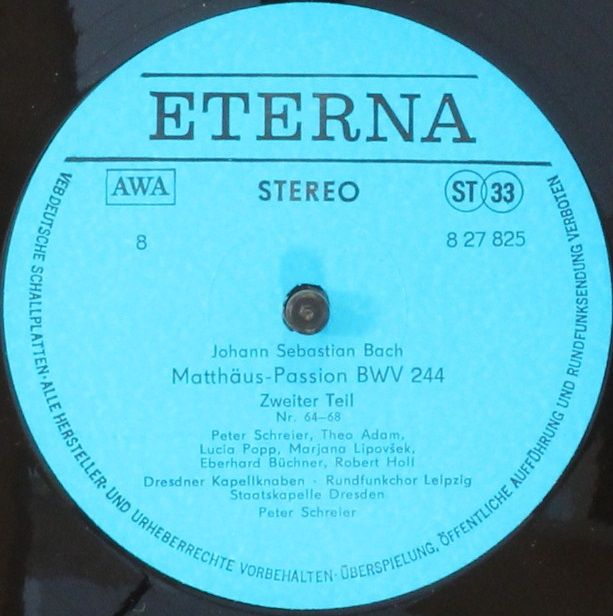 ETERNA
AWA
STEREO
ST 33
8
8 27 825
Johann Sebastian Bach
Matthäus-Passion BWV 244
Zweiter Teil
Nr. 64–68
Peter Schreier, Theo Adam,
Lucia Popp, Marjana Lipovšek,
Eberhard Büchner, Robert Holl
Dresdner Kapellknaben · Rundfunkchor Leipzig
Staatskapelle Dresden
Peter Schreier
VEB DEUTSCHE SCHALLPLATTEN · ALLE HERSTELLER- UND URHEBERRECHTE VORBEHALTEN · ÜBERSPIELUNG, ÖFFENTLICHE AUFFÜHRUNG UND RUNDFUNKSENDUNG VERBOTEN